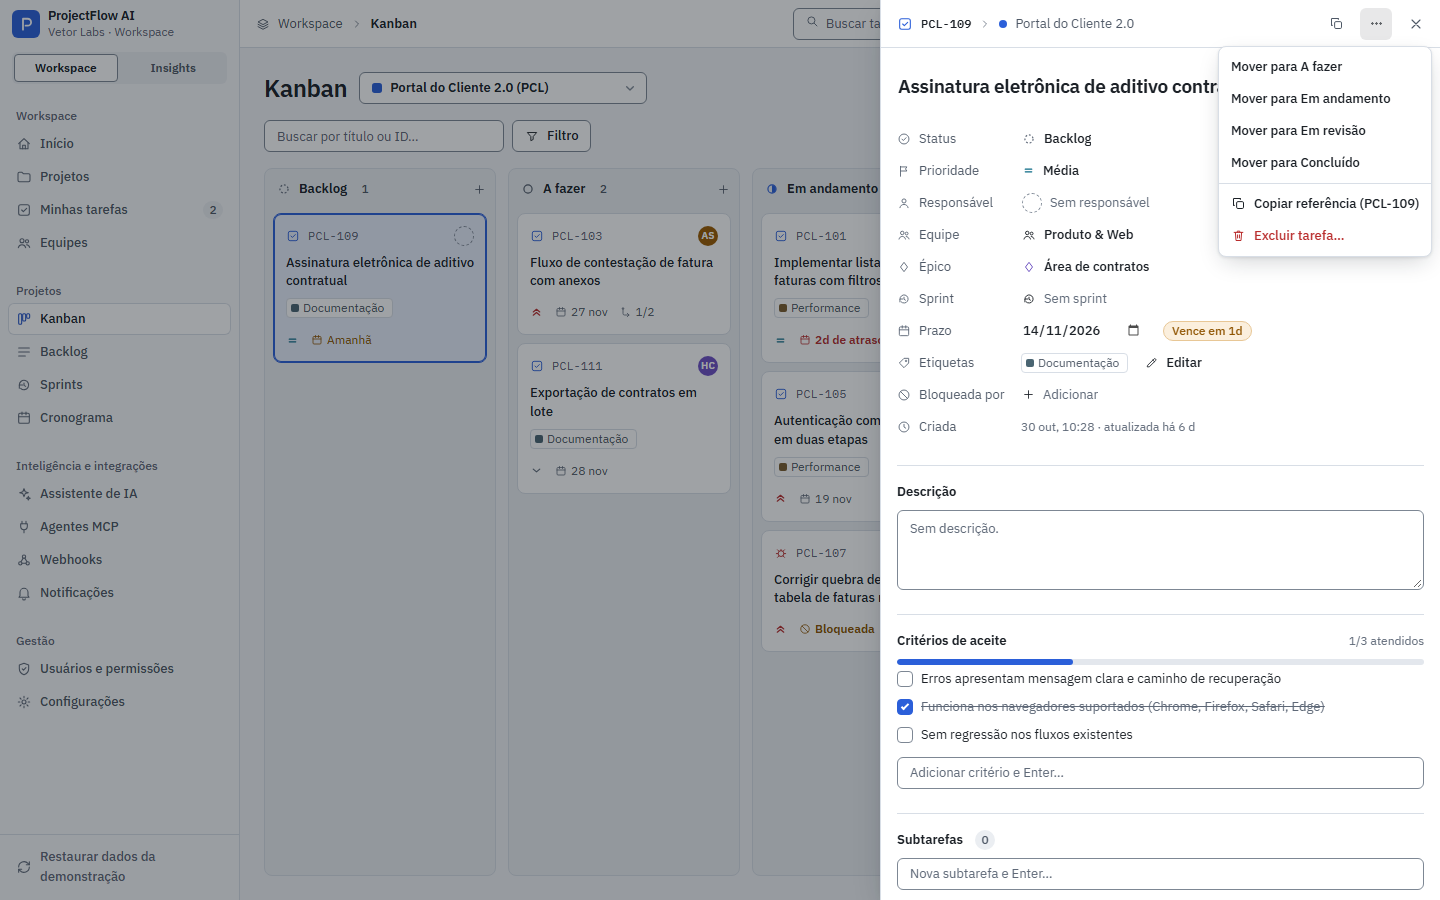 ProjectFlow AI
Vetor Labs · Workspace
Workspace
Insights
Workspace
Início
Projetos
Minhas tarefas
2
Equipes
Projetos
Kanban
Backlog
Sprints
Cronograma
Inteligência e integrações
Assistente de IA
Agentes MCP
Webhooks
Notificações
Gestão
Usuários e permissões
Configurações
Restaurar dados da
demonstração
Workspace
Kanban
Buscar ta
Kanban
Portal do Cliente 2.0 (PCL)
Buscar por título ou ID...
Filtro
Backlog 1
PCL-109
Assinatura eletrônica de aditivo
contratual
Documentação
Amanhã
A fazer 2
PCL-103
AS
Fluxo de contestação de fatura
com anexos
27 nov
1/2
PCL-111
HC
Exportação de contratos em
lote
Documentação
28 nov
Em andamento
PCL-101
Implementar lista
faturas com filtros
Performance
2d de atraso
PCL-105
Autenticação com
em duas etapas
Performance
19 nov
PCL-107
Corrigir quebra de
tabela de faturas
Bloqueada
PCL-109
Portal do Cliente 2.0
Assinatura eletrônica de aditivo contr
Mover para A fazer
Mover para Em andamento
Mover para Em revisão
Mover para Concluído
Copiar referência (PCL-109)
Excluir tarefa...
Status
Backlog
Prioridade
Média
Responsável
Sem responsável
Equipe
Produto & Web
Épico
Área de contratos
Sprint
Sem sprint
Prazo
14/11/2026
Vence em 1d
Etiquetas
Documentação
Editar
Bloqueada por
Adicionar
Criada
30 out, 10:28 · atualizada há 6 d
Descrição
Sem descrição.
Critérios de aceite
1/3 atendidos
Erros apresentam mensagem clara e caminho de recuperação
Funciona nos navegadores suportados (Chrome, Firefox, Safari, Edge)
Sem regressão nos fluxos existentes
Adicionar critério e Enter...
Subtarefas 0
Nova subtarefa e Enter...